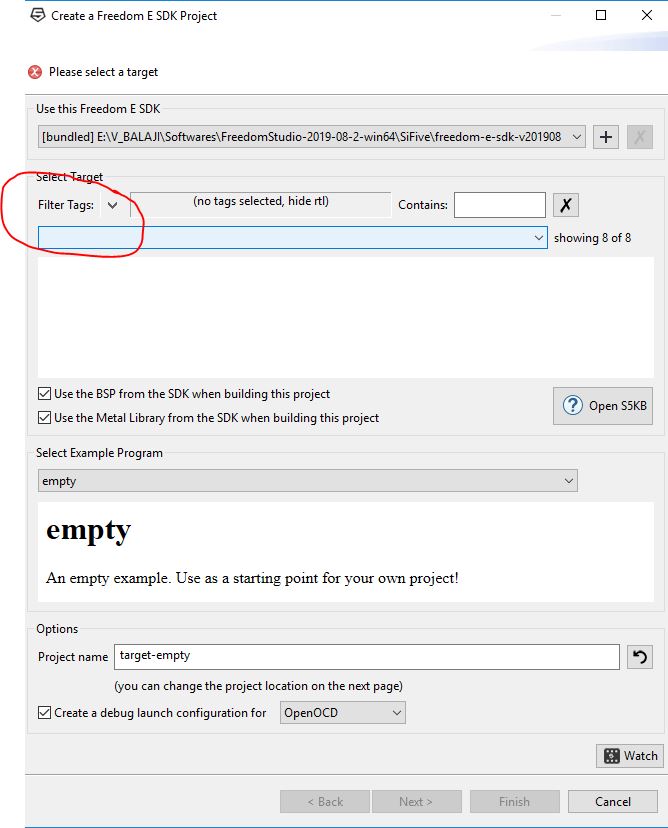 Create a Freedom E SDK Project
Please select a target
Use this Freedom E SDK
[bundled] E:\V_BALAJI\Softwares\FreedomStudio-2019-08-2-win64\SiFive\freedom-e-sdk-v201908
Select Target
Filter Tags: (no tags selected, hide rtl) Contains:
showing 8 of 8
Use the BSP from the SDK when building this project
Use the Metal Library from the SDK when building this project
Open S5KB
Select Example Program
empty
empty
An empty example. Use as a starting point for your own project!
Options
Project name target-empty
(you can change the project location on the next page)
Create a debug launch configuration for OpenOCD
Watch
< Back Next > Finish Cancel